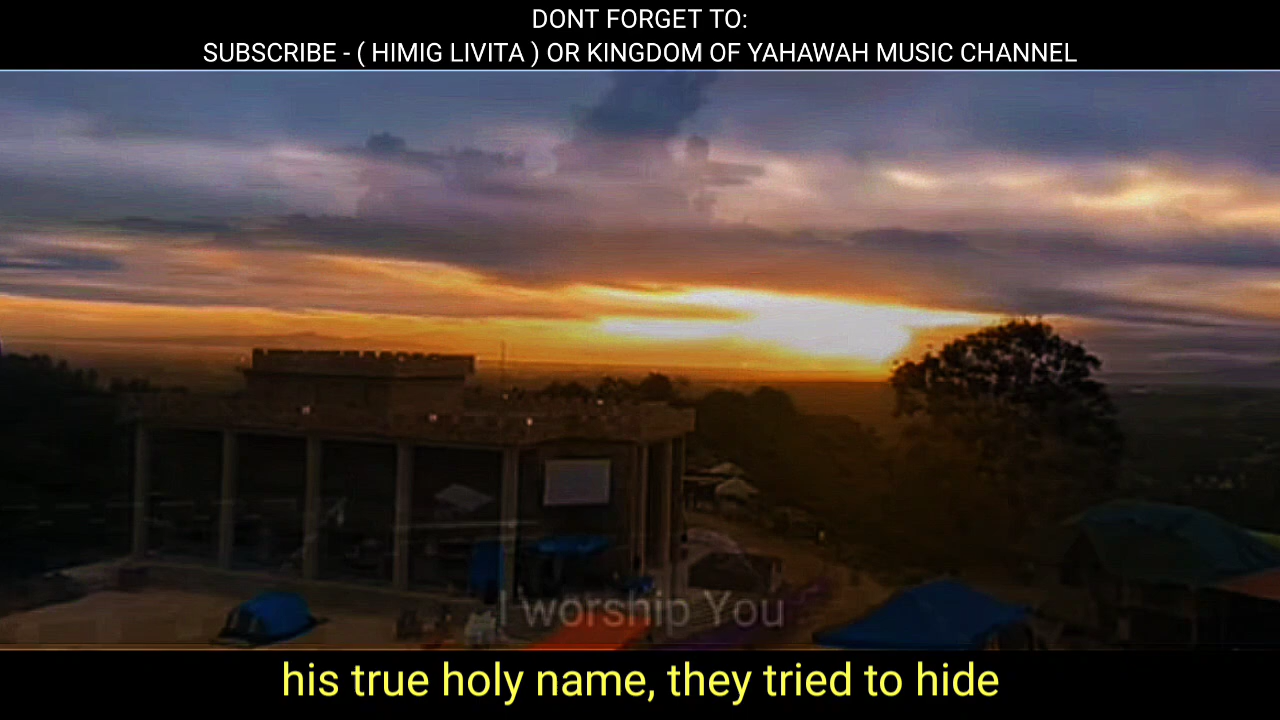 DONT FORGET TO:
SUBSCRIBE - ( HIMIG LIVITA ) OR KINGDOM OF YAHAWAH MUSIC CHANNEL
I worship You
his true holy name, they tried to hide